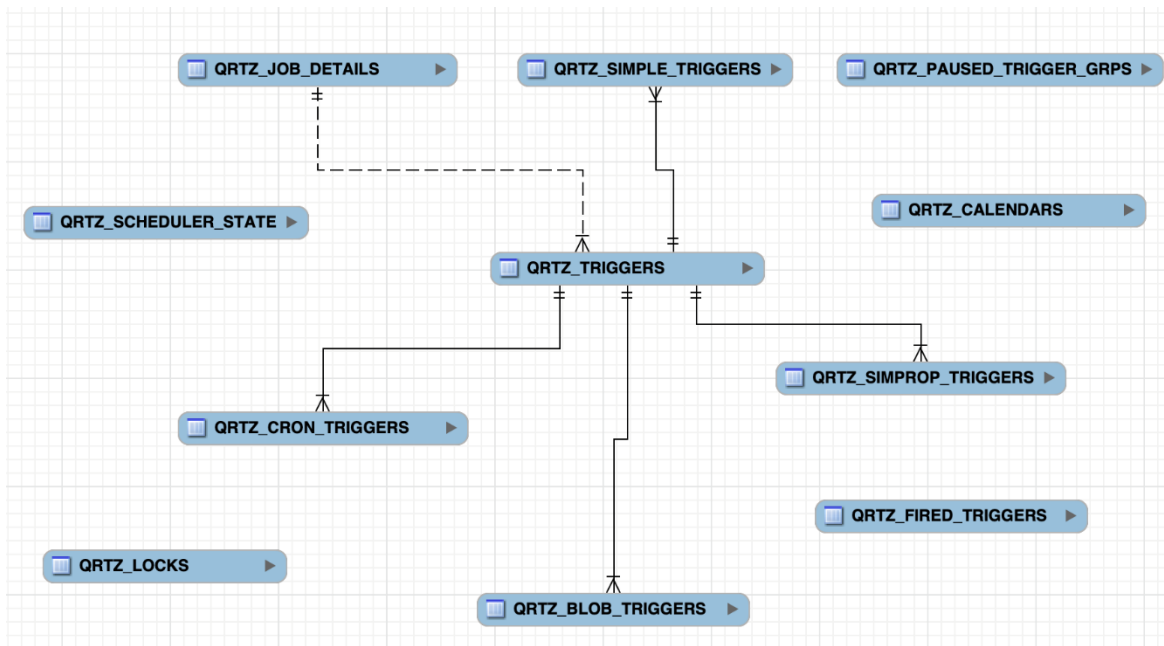 QRTZ_JOB_DETAILS
QRTZ_SIMPLE_TRIGGERS
QRTZ_PAUSED_TRIGGER_GRPS
QRTZ_SCHEDULER_STATE
QRTZ_CALENDARS
QRTZ_TRIGGERS
QRTZ_SIMPROP_TRIGGERS
QRTZ_CRON_TRIGGERS
QRTZ_FIRED_TRIGGERS
QRTZ_LOCKS
QRTZ_BLOB_TRIGGERS